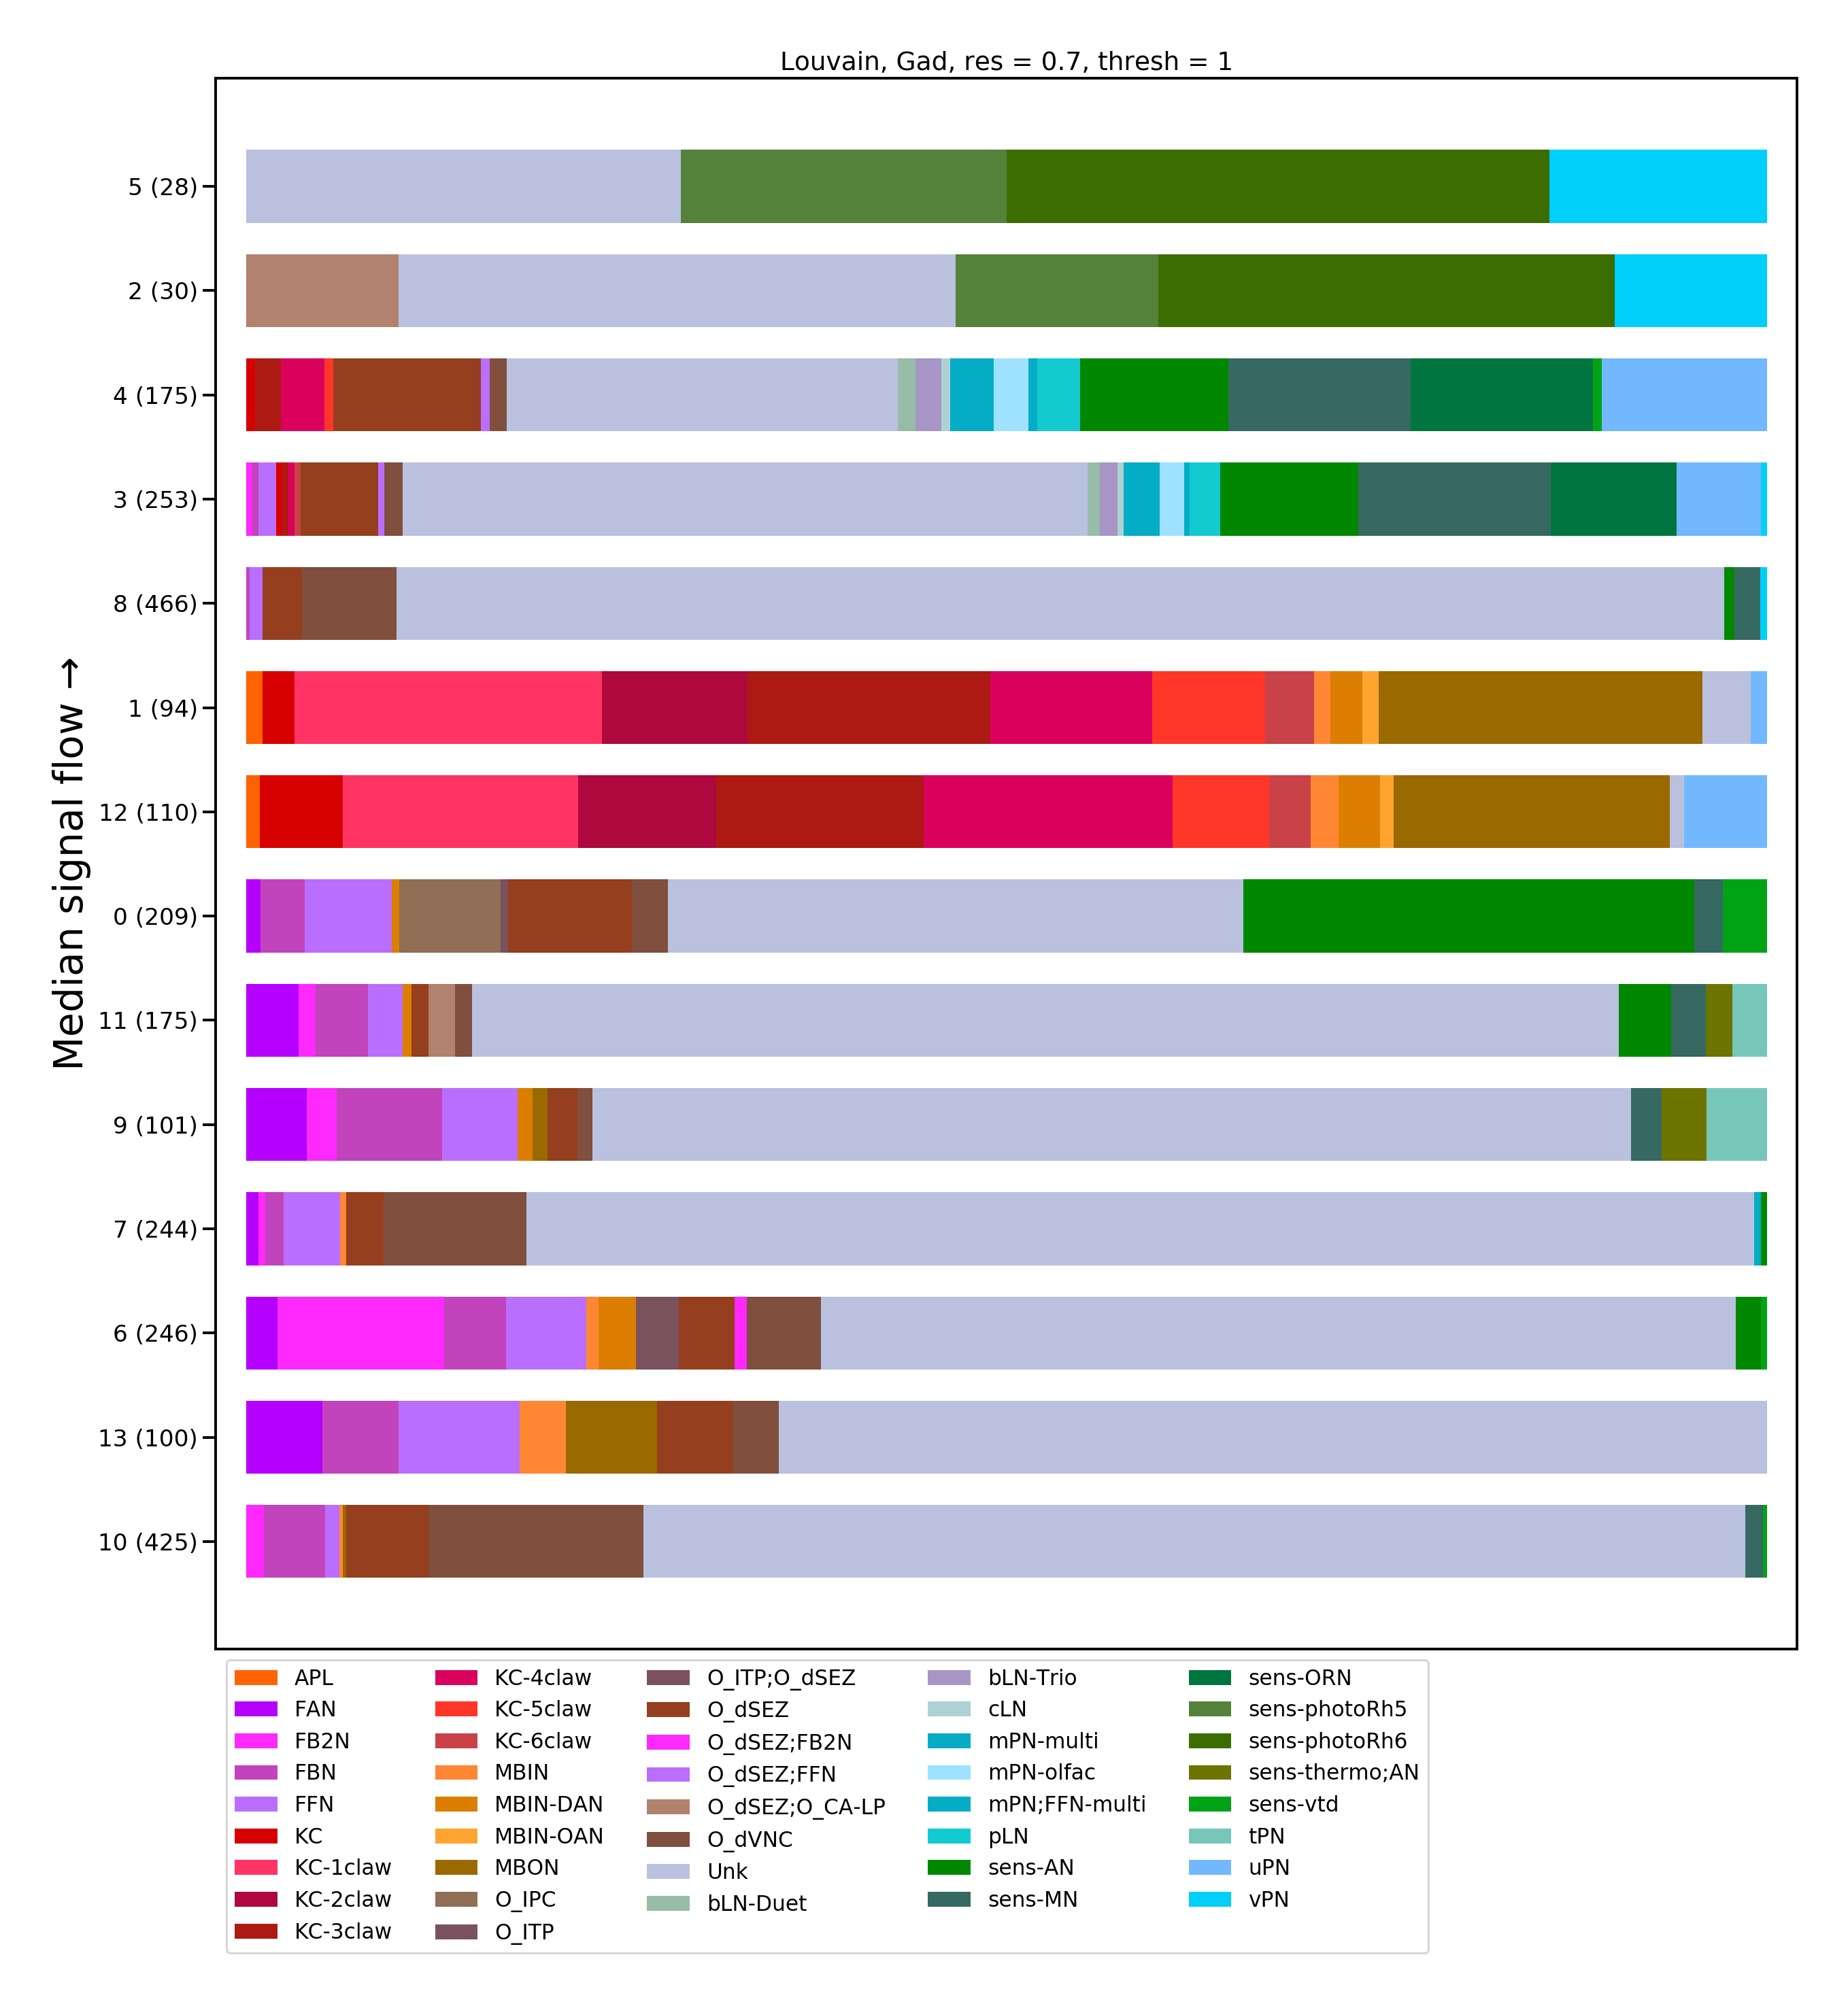 Louvain, Gad, res = 0.7, thresh = 1
Median signal flow →
5 (28)
2 (30)
4 (175)
3 (253)
8 (466)
1 (94)
12 (110)
0 (209)
11 (175)
9 (101)
7 (244)
6 (246)
13 (100)
10 (425)
APL
FAN
FB2N
FBN
FFN
KC
KC-1claw
KC-2claw
KC-3claw
KC-4claw
KC-5claw
KC-6claw
MBIN
MBIN-DAN
MBIN-OAN
MBON
O_IPC
O_ITP
O_ITP;O_dSEZ
O_dSEZ
O_dSEZ;FB2N
O_dSEZ;FFN
O_dSEZ;O_CA-LP
O_dVNC
Unk
bLN-Duet
bLN-Trio
cLN
mPN-multi
mPN-olfac
mPN;FFN-multi
pLN
sens-AN
sens-MN
sens-ORN
sens-photoRh5
sens-photoRh6
sens-thermo;AN
sens-vtd
tPN
uPN
vPN